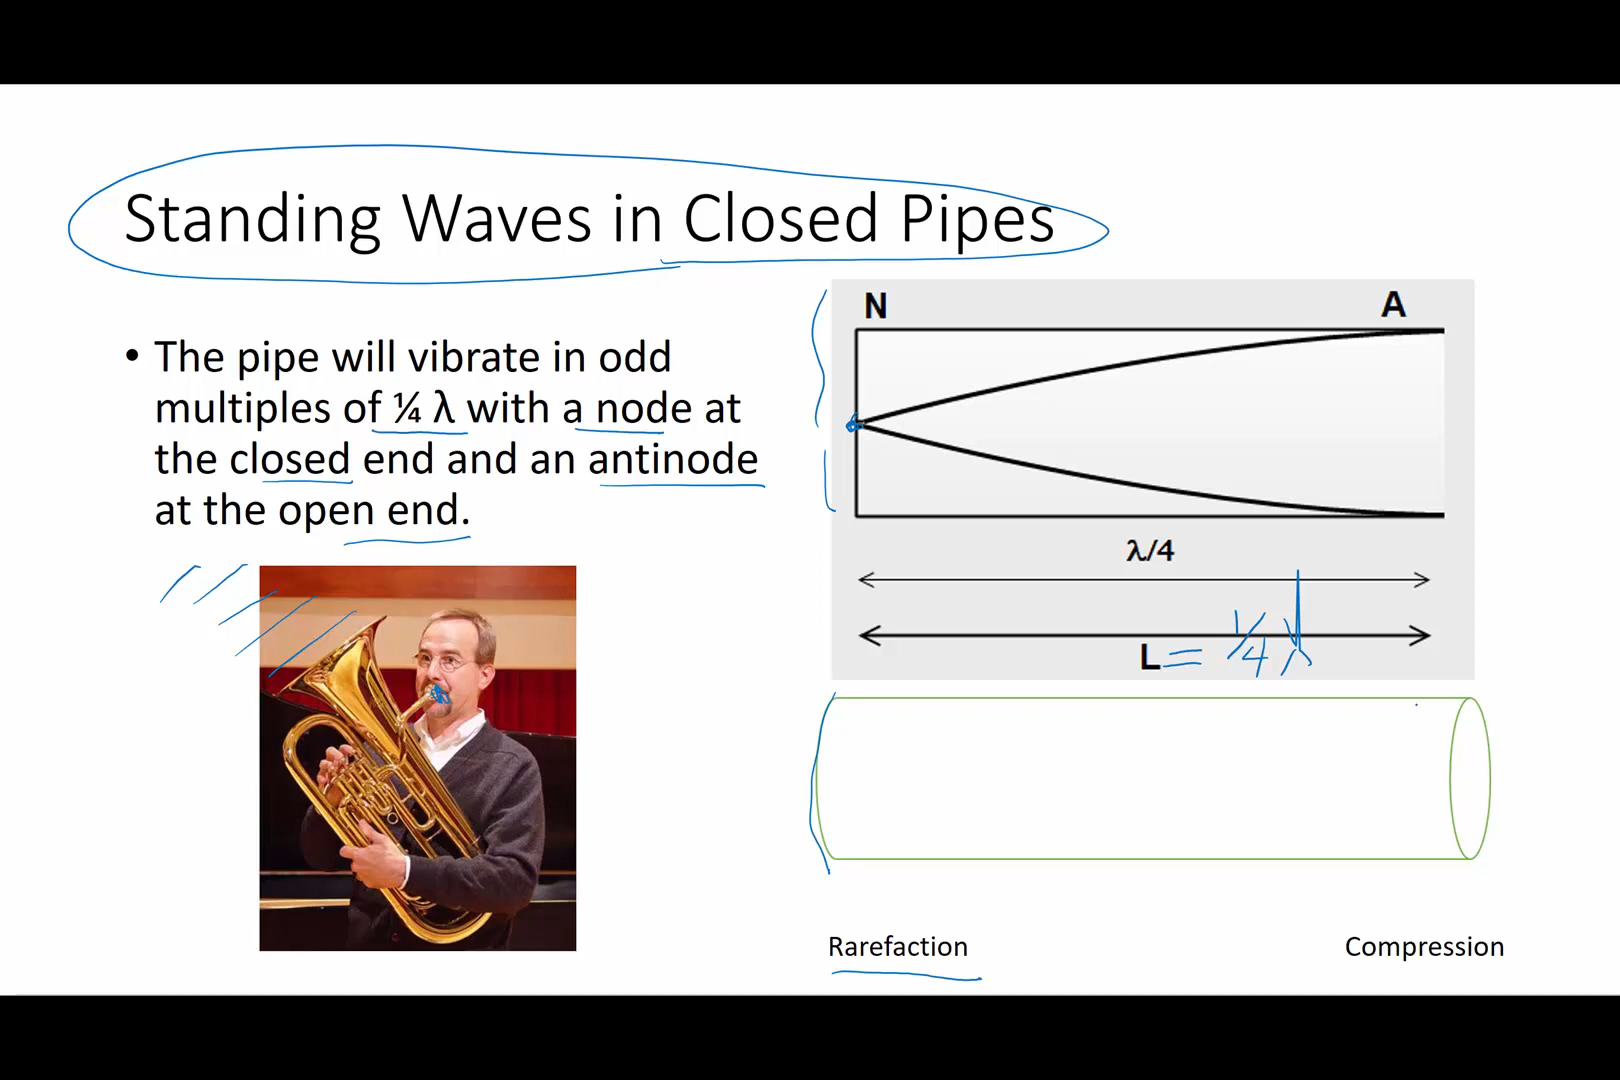 Standing Waves in Closed Pipes
• The pipe will vibrate in odd
multiples of ¼ λ with a node at
the closed end and an antinode
at the open end.
N
A
λ/4
L = 1/4 λ
Rarefaction
Compression